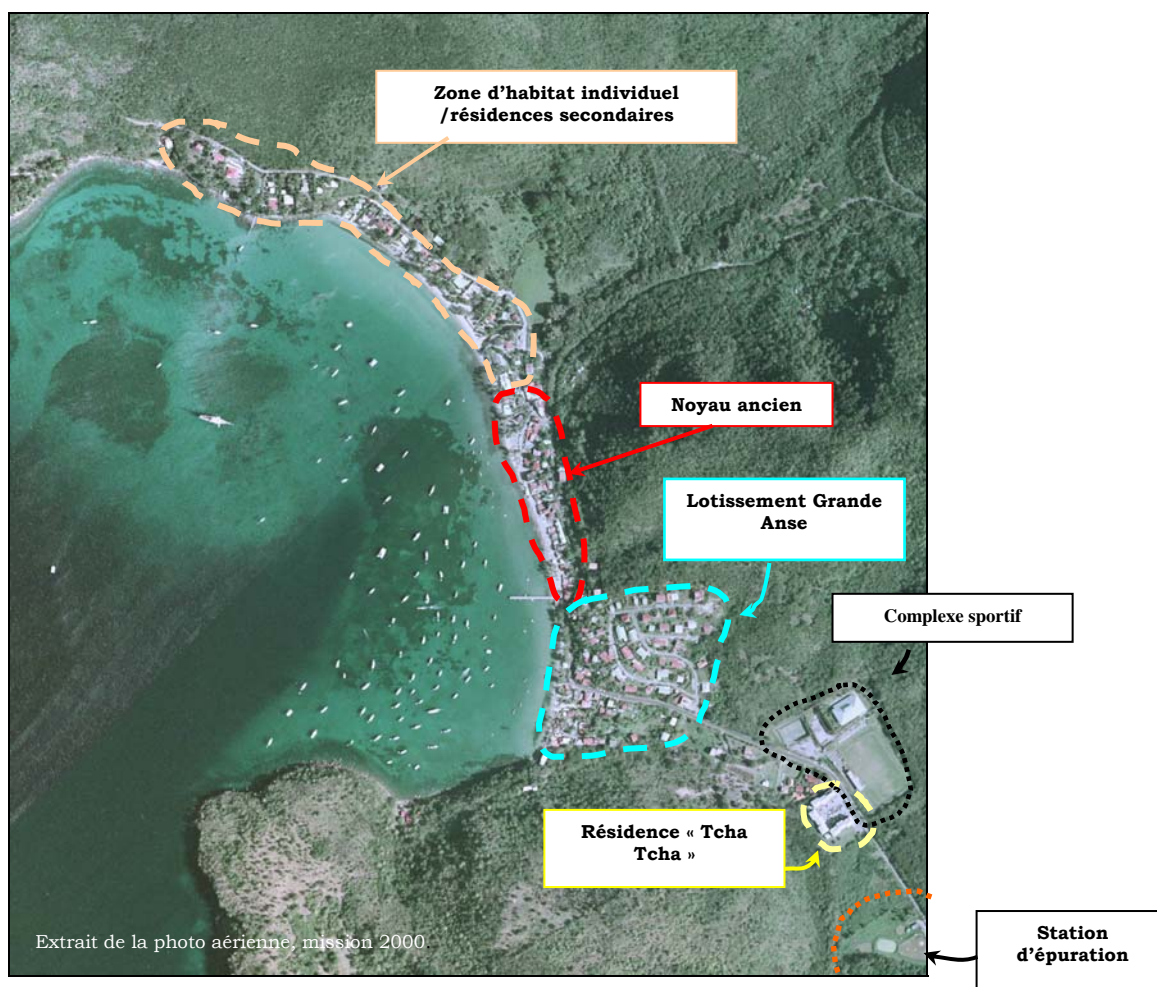 Zone d'habitat individuel
/résidences secondaires
Noyau ancien
Lotissement Grande
Anse
Complexe sportif
Résidence « Tcha
Tcha »
Station
d'épuration
Extrait de la photo aérienne, mission 2000